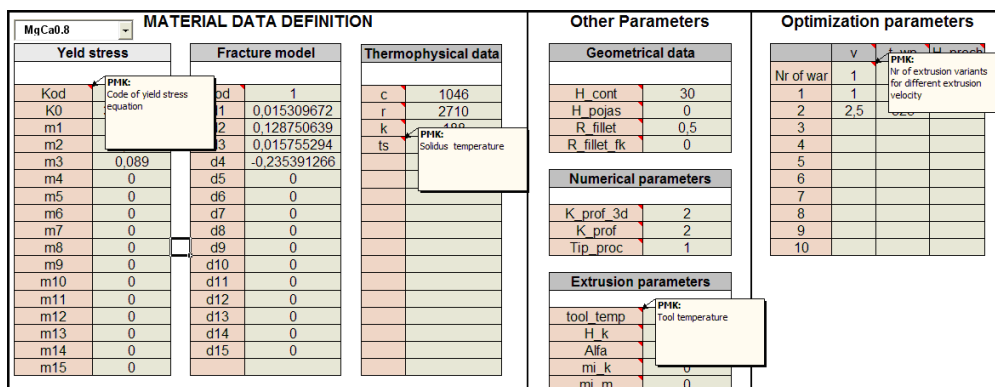 MgCa0.8
MATERIAL DATA DEFINITION
Yeld stress
PMK:
Code of yield stress
equation
Kod
K0
m1
m2
m3 0,089
m4 0
m5 0
m6 0
m7 0
m8 0
m9 0
m10 0
m11 0
m12 0
m13 0
m14 0
m15 0
Fracture model
1
0,015309672
0,128750639
0,015755294
d4 -0,235391266
d5 0
d6 0
d7 0
d8 0
d9 0
d10 0
d11 0
d12 0
d13 0
d14 0
d15 0
Thermophysical data
c 1046
r 2710
k
ts
PMK:
Solidus temperature
Other Parameters
Geometrical data
H_cont 30
H_pojas 0
R_fillet 0,5
R_fillet_fk 0
Numerical parameters
K_prof_3d 2
K_prof 2
Tip_proc 1
Extrusion parameters
tool_temp
H_k
Alfa
mi_k 0
mi_m 0
PMK:
Tool temperature
Optimization parameters
v
Nr of war 1
1 1
2 2,5
3
4
5
6
7
8
9
10
PMK:
Nr of extrusion variants
for different extrusion
velocity